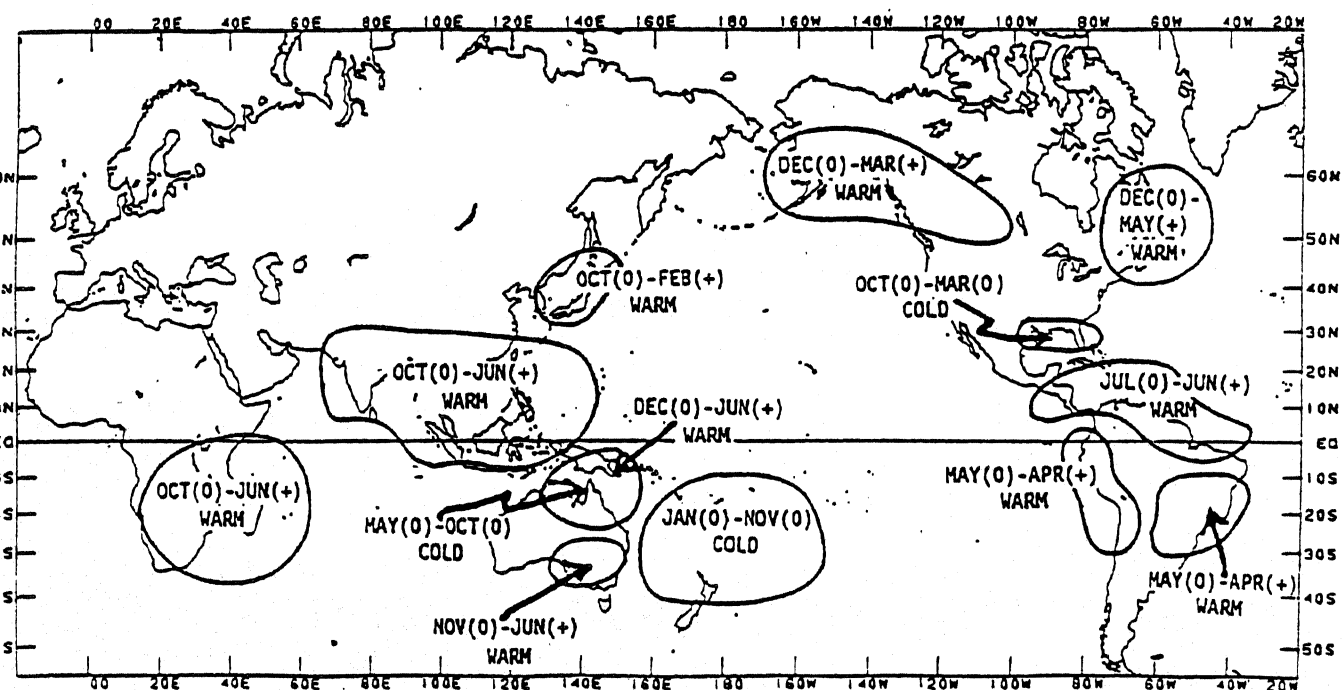 00 20E 40E 60E 80E 100E 120E 140E 160E 180 160W 140W 120W 100W 80W 60W 40W 20W
DEC(0)-MAR(+)
WARM
DEC(0)-
MAY(+)
WARM
OCT(0)-FEB(+)
WARM
OCT(0)-MAR(0)
COLD
OCT(0)-JUN(+)
WARM
JUL(0)-JUN(+)
WARM
DEC(0)-JUN(+)
WARM
OCT(0)-JUN(+)
WARM
MAY(0)-APR(+)
WARM
MAY(0)-OCT(0)
COLD
JAN(0)-NOV(0)
COLD
MAY(0)-APR(+)
WARM
NOV(0)-JUN(+)
WARM
N
N
N
N
N
N
EQ
S
S
S
S
S
60N
50N
40N
30N
20N
10N
EQ
10S
20S
30S
40S
50S
00 20E 40E 60E 80E 100E 120E 140E 160E 180 160W 140W 120W 100W 80W 60W 40W 20W